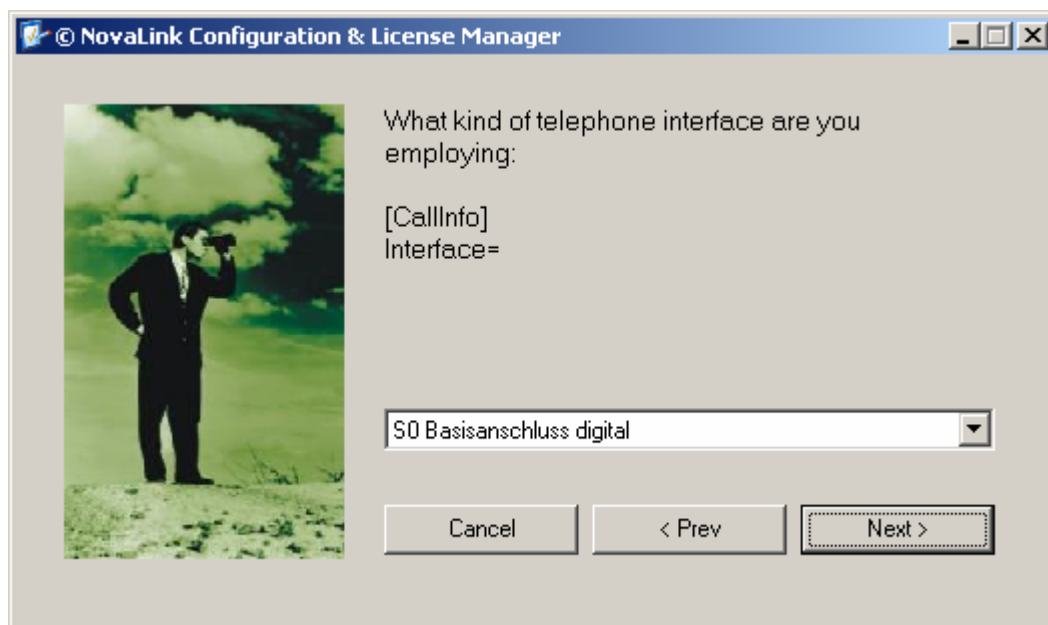 © NovaLink Configuration & License Manager
What kind of telephone interface are you
employing:
[CallInfo]
Interface=
S0 Basisanschluss digital
Cancel
< Prev
Next >